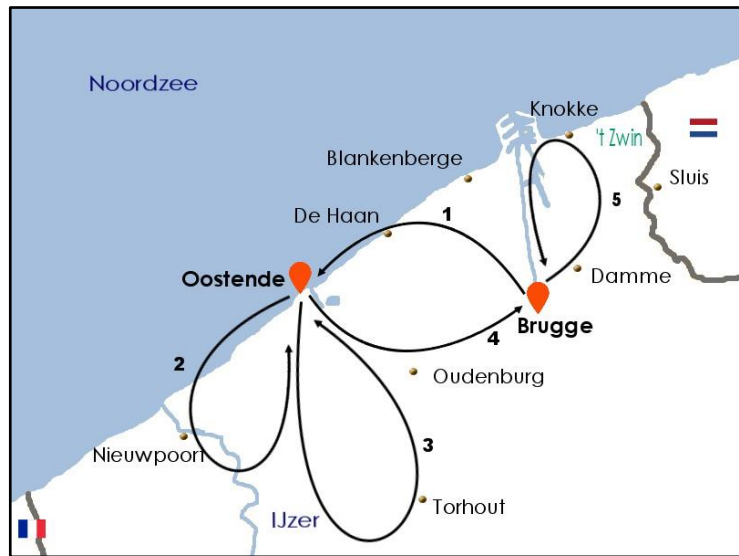 Noordzee
Knokke
't Zwin
Blankenberge
Sluis
De Haan
1
5
Oostende
Damme
Brugge
2
4
Oudenburg
3
Nieuwpoort
Torhout
IJzer